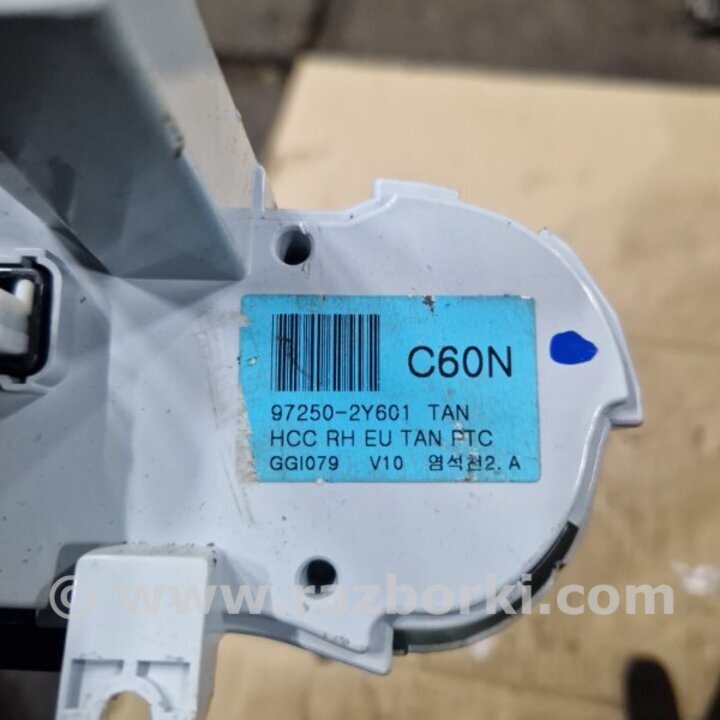 C60N
97250-2Y601 TAN
HCC RH EU TAN PTC
GGI079 V10 염석천2. A
© www.razborki.com